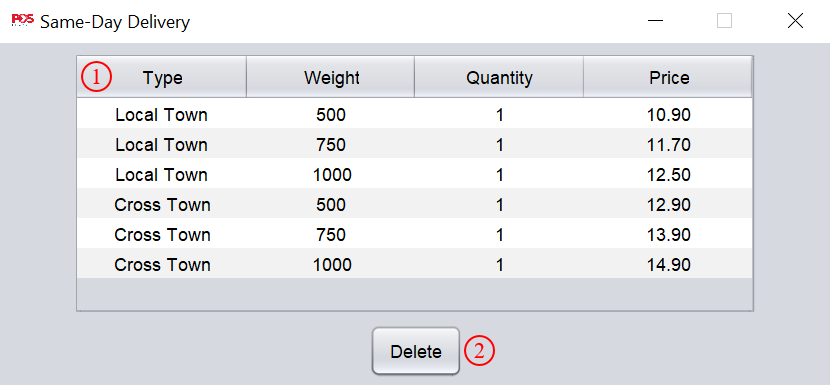 POS Same-Day Delivery
1 Type Weight Quantity Price
Local Town 500 1 10.90
Local Town 750 1 11.70
Local Town 1000 1 12.50
Cross Town 500 1 12.90
Cross Town 750 1 13.90
Cross Town 1000 1 14.90
Delete 2